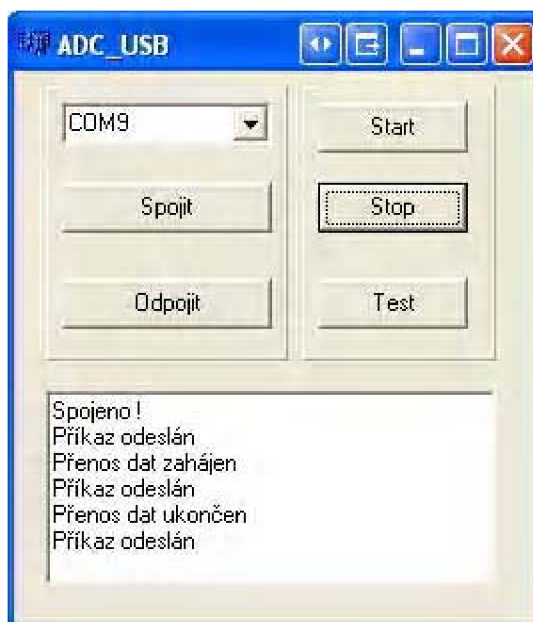 ADC_USB
COM9
Start
Spojit
Stop
Odpojit
Test
Spojeno !
Příkaz odeslán
Přenos dat zahájen
Příkaz odeslán
Přenos dat ukončen
Příkaz odeslán